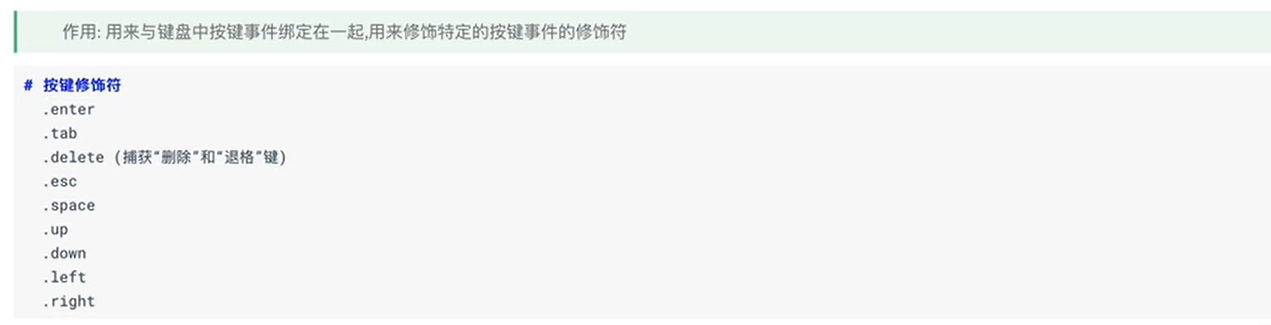 作用: 用来与键盘中按键事件绑定在一起,用来修饰特定的按键事件的修饰符
# 按键修饰符
.enter
.tab
.delete (捕获“删除”和“退格”键)
.esc
.space
.up
.down
.left
.right